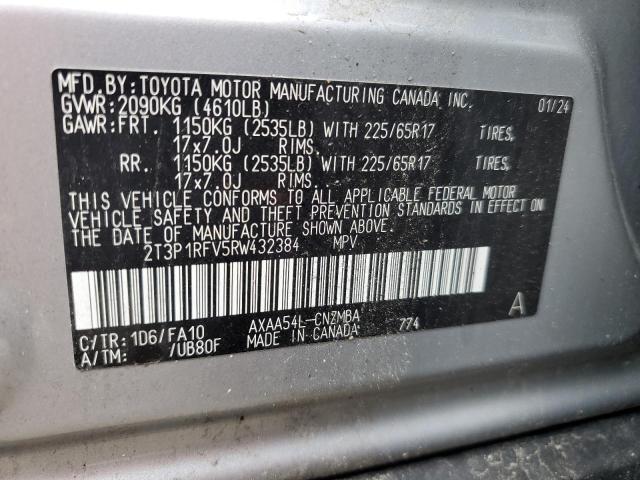 MFD. BY: TOYOTA MOTOR MANUFACTURING CANADA INC.
GVWR: 2090KG (4610LB) 01/24
GAWR: FRT. 1150KG (2535LB) WITH 225/65R17 TIRES,
17x7.0J RIMS.
RR. 1150KG (2535LB) WITH 225/65R17 TIRES,
17x7.0J RIMS.
THIS VEHICLE CONFORMS TO ALL APPLICABLE FEDERAL MOTOR
VEHICLE SAFETY AND THEFT PREVENTION STANDARDS IN EFFECT ON
THE DATE OF MANUFACTURE SHOWN ABOVE.
2T3P1RFV5RW432384 MPV
C/TR: 1D6/FA10 AXAA54L-CNZMBA 774 A
A/TM: /UB80F MADE IN CANADA